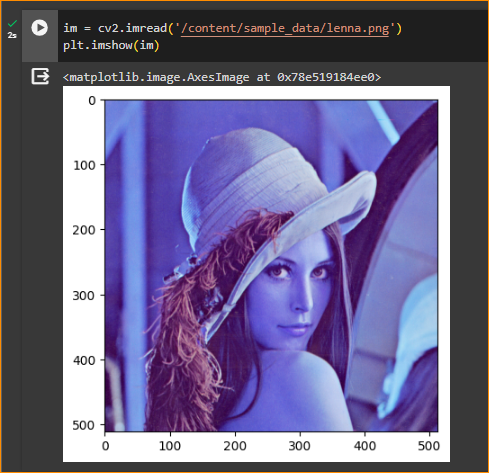 im = cv2.imread('/content/sample_data/lenna.png')
2s
plt.imshow(im)
<matplotlib.image.AxesImage at 0x78e519184ee0>
0
100
200
300
400
500
0 100 200 300 400 500